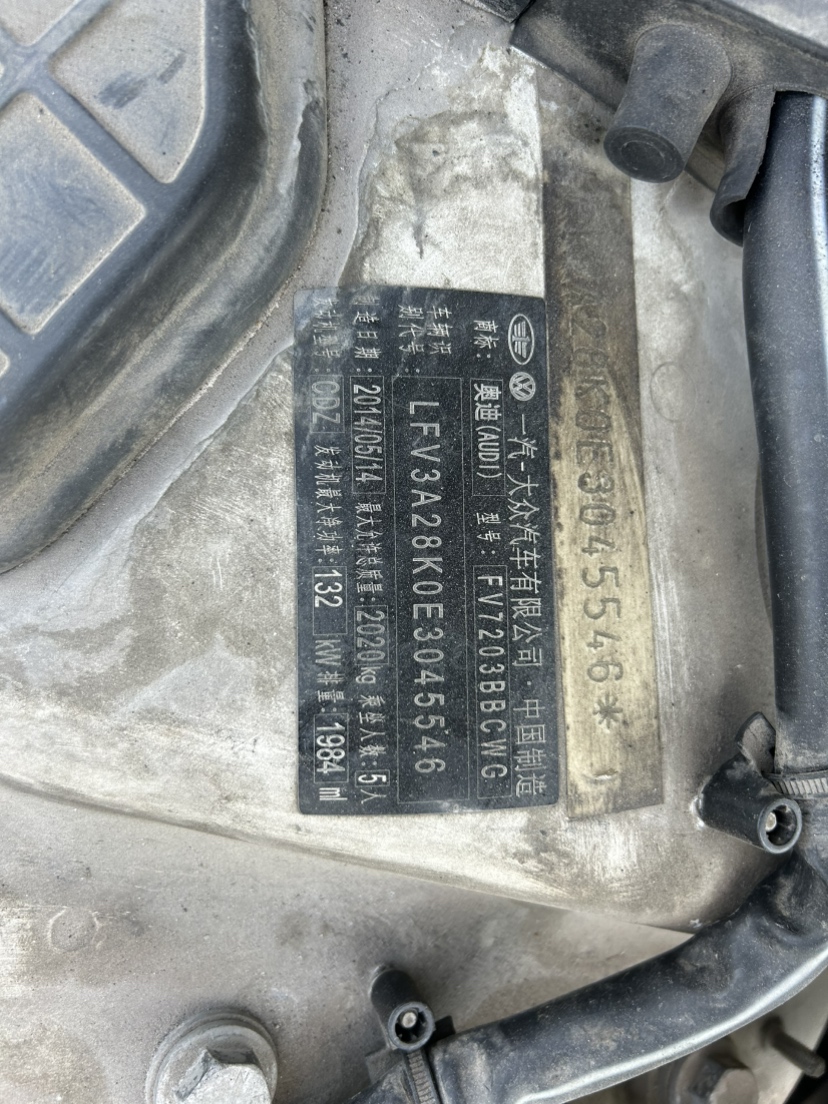 A28K0E3045546*
一汽-大众汽车有限公司·中国制造
商标: 奥迪(AUDI) 型号: FV7203BBCWG
车辆识别代号: LFV3A28K0E3045546
制造日期: 2014/05/14 最大允许总质量: 2020kg 乘坐人数: 5人
发动机型号: CDZ 发动机最大净功率: 132 kW 排量: 1984 ml